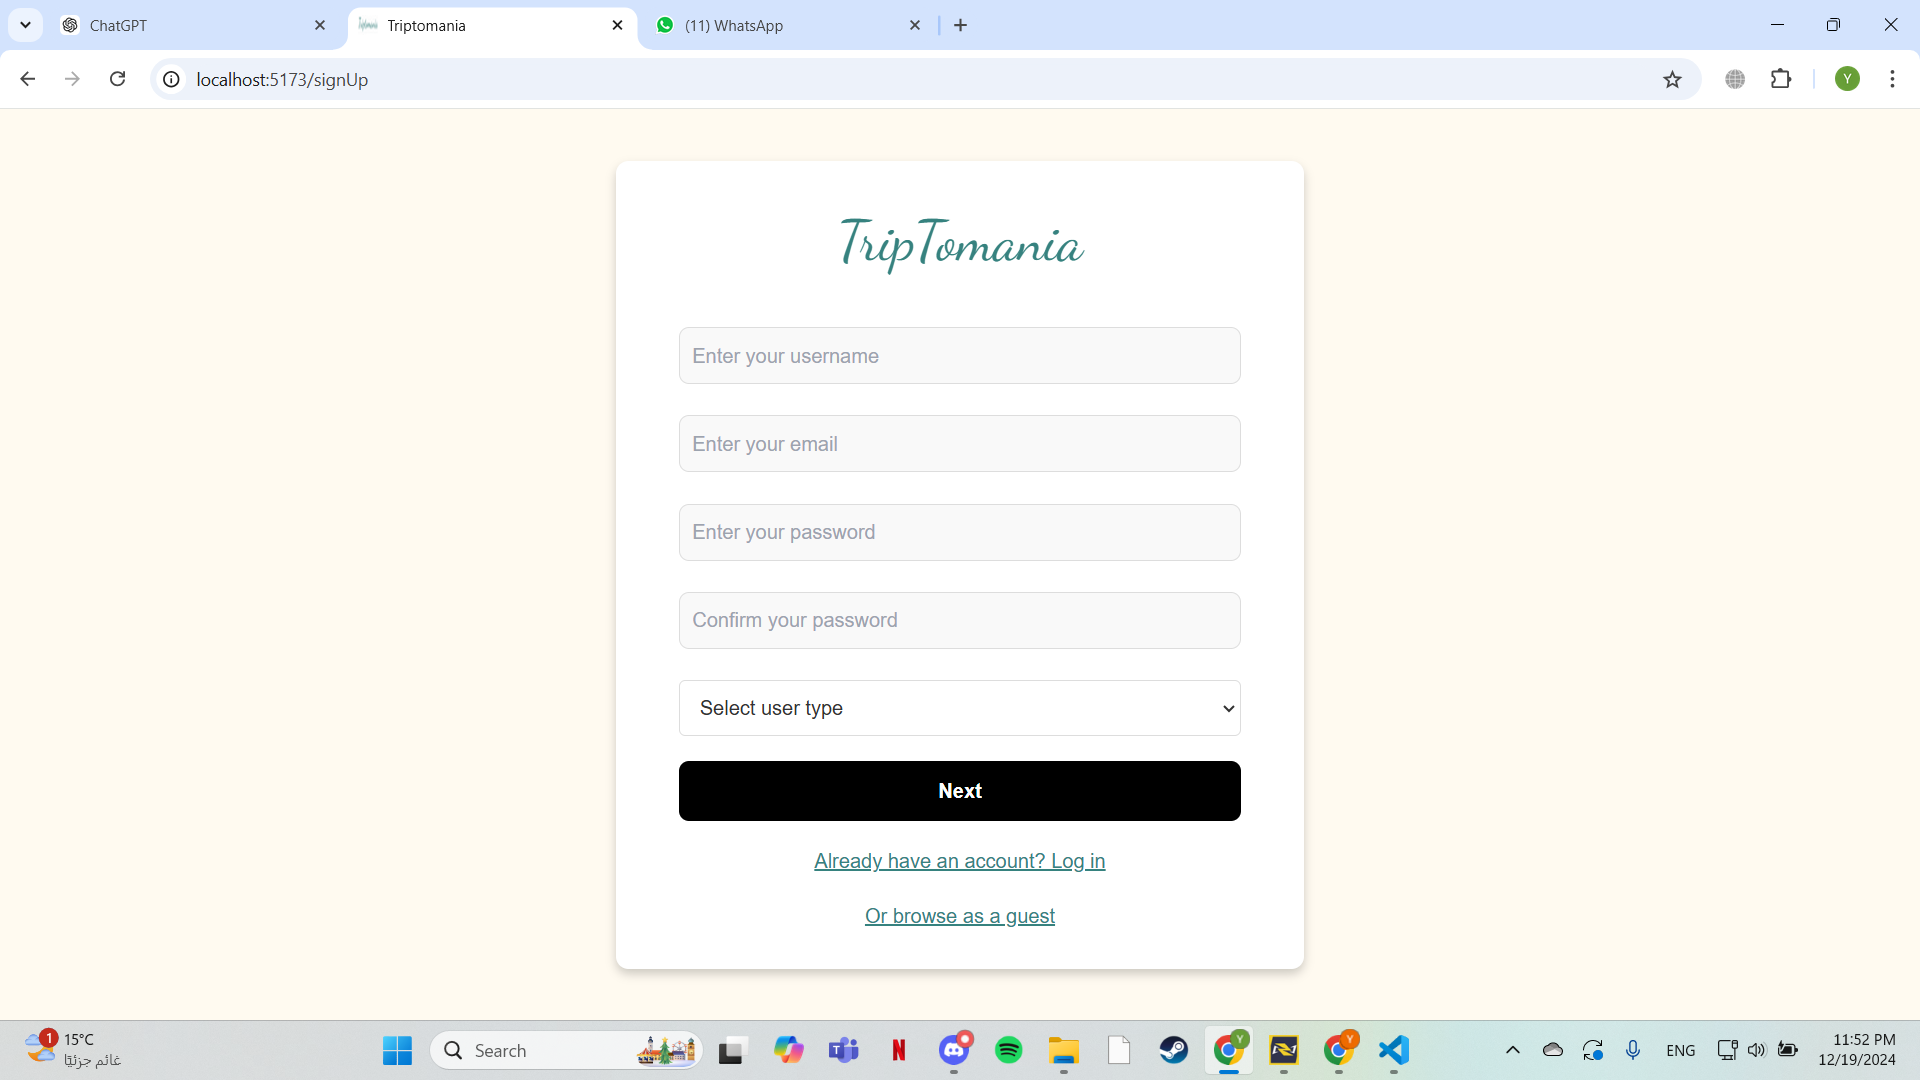 ChatGPT
Triptomania
(11) WhatsApp
localhost:5173/signUp
Y
TripTomania
Enter your username
Enter your email
Enter your password
Confirm your password
Select user type
Next
Already have an account? Log in
Or browse as a guest
1
15°C
غائم جزئيًا
Search
T
N
Y
Y
ENG
11:52 PM
12/19/2024